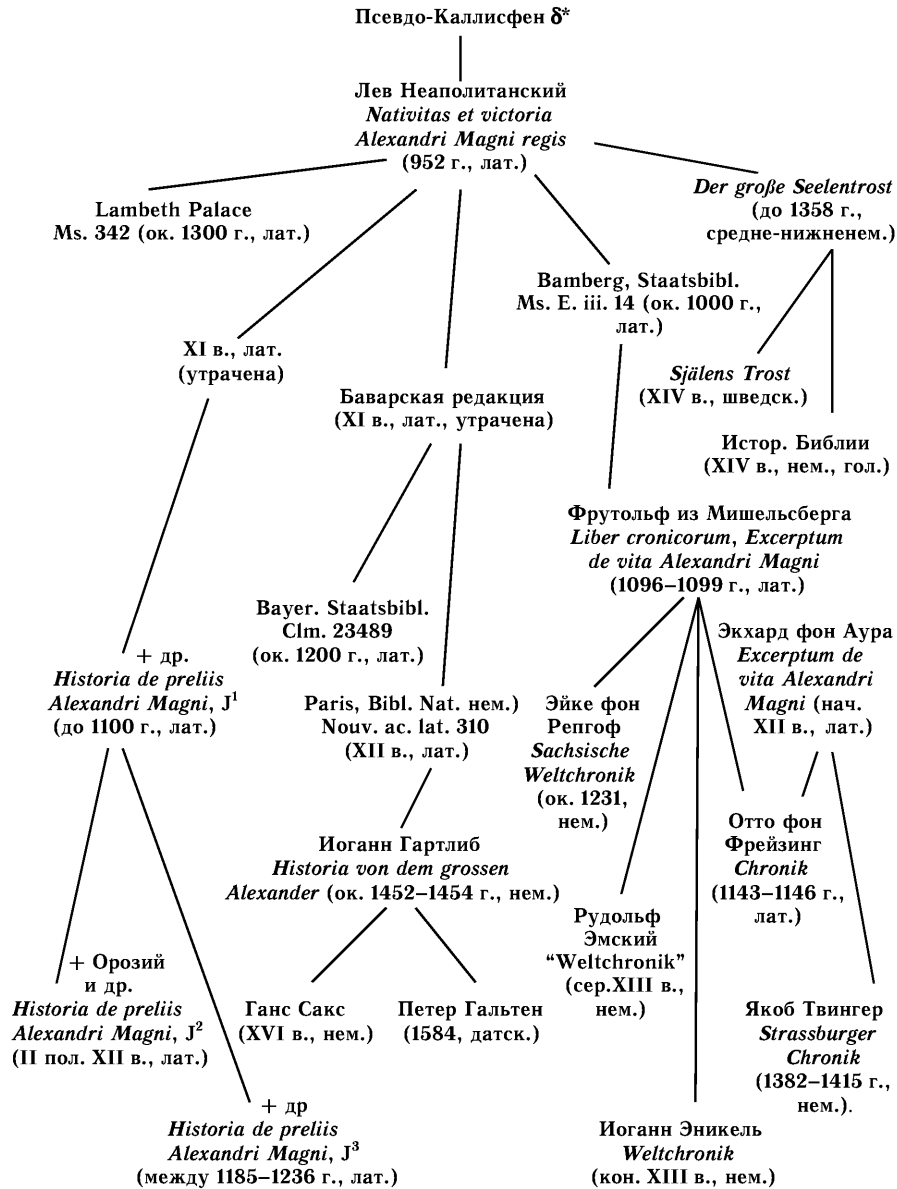 Псевдо-Каллисфен δ*
Лев Неаполитанский
Nativitas et victoria
Alexandri Magni regis
(952 г., лат.)
Lambeth Palace
Ms. 342 (ок. 1300 г., лат.)
Der große Seelentrost
(до 1358 г.,
средне-нижненем.)
Bamberg, Staatsbibl.
Ms. E. iii. 14 (ок. 1000 г.,
лат.)
XI в., лат.
(утрачена)
Själens Trost
(XIV в., шведск.)
Баварская редакция
(XI в., лат., утрачена)
Истор. Библии
(XIV в., нем., гол.)
Фрутольф из Мишельсберга
Liber cronicorum, Excerptum
de vita Alexandri Magni
(1096–1099 г., лат.)
Bayer. Staatsbibl.
Clm. 23489
(ок. 1200 г., лат.)
Экхард фон Аура
Excerptum de
vita Alexandri
Magni (нач.
XII в., лат.)
+ др.
Historia de preliis
Alexandri Magni, J¹
(до 1100 г., лат.)
Paris, Bibl. Nat. нем.)
Nouv. ac. lat. 310
(XII в., лат.)
Эйке фон
Репгоф
Sachsische
Weltchronik
(ок. 1231,
нем.)
Отто фон
Фрейзинг
Chronik
(1143–1146 г.,
лат.)
Иоганн Гартлиб
Historia von dem grossen
Alexander (ок. 1452–1454 г., нем.)
Рудольф
Эмский
“Weltchronik”
(сер.XIII в.,
нем.)
+ Орозий
и др.
Historia de preliis
Alexandri Magni, J²
(II пол. XII в., лат.)
Ганс Сакс
(XVI в., нем.)
Петер Гальтен
(1584, датск.)
Якоб Твингер
Strassburger
Chronik
(1382–1415 г.,
нем.).
+ др
Historia de preliis
Alexandri Magni, J³
(между 1185–1236 г., лат.)
Иоганн Эникель
Weltchronik
(кон. XIII в., нем.)